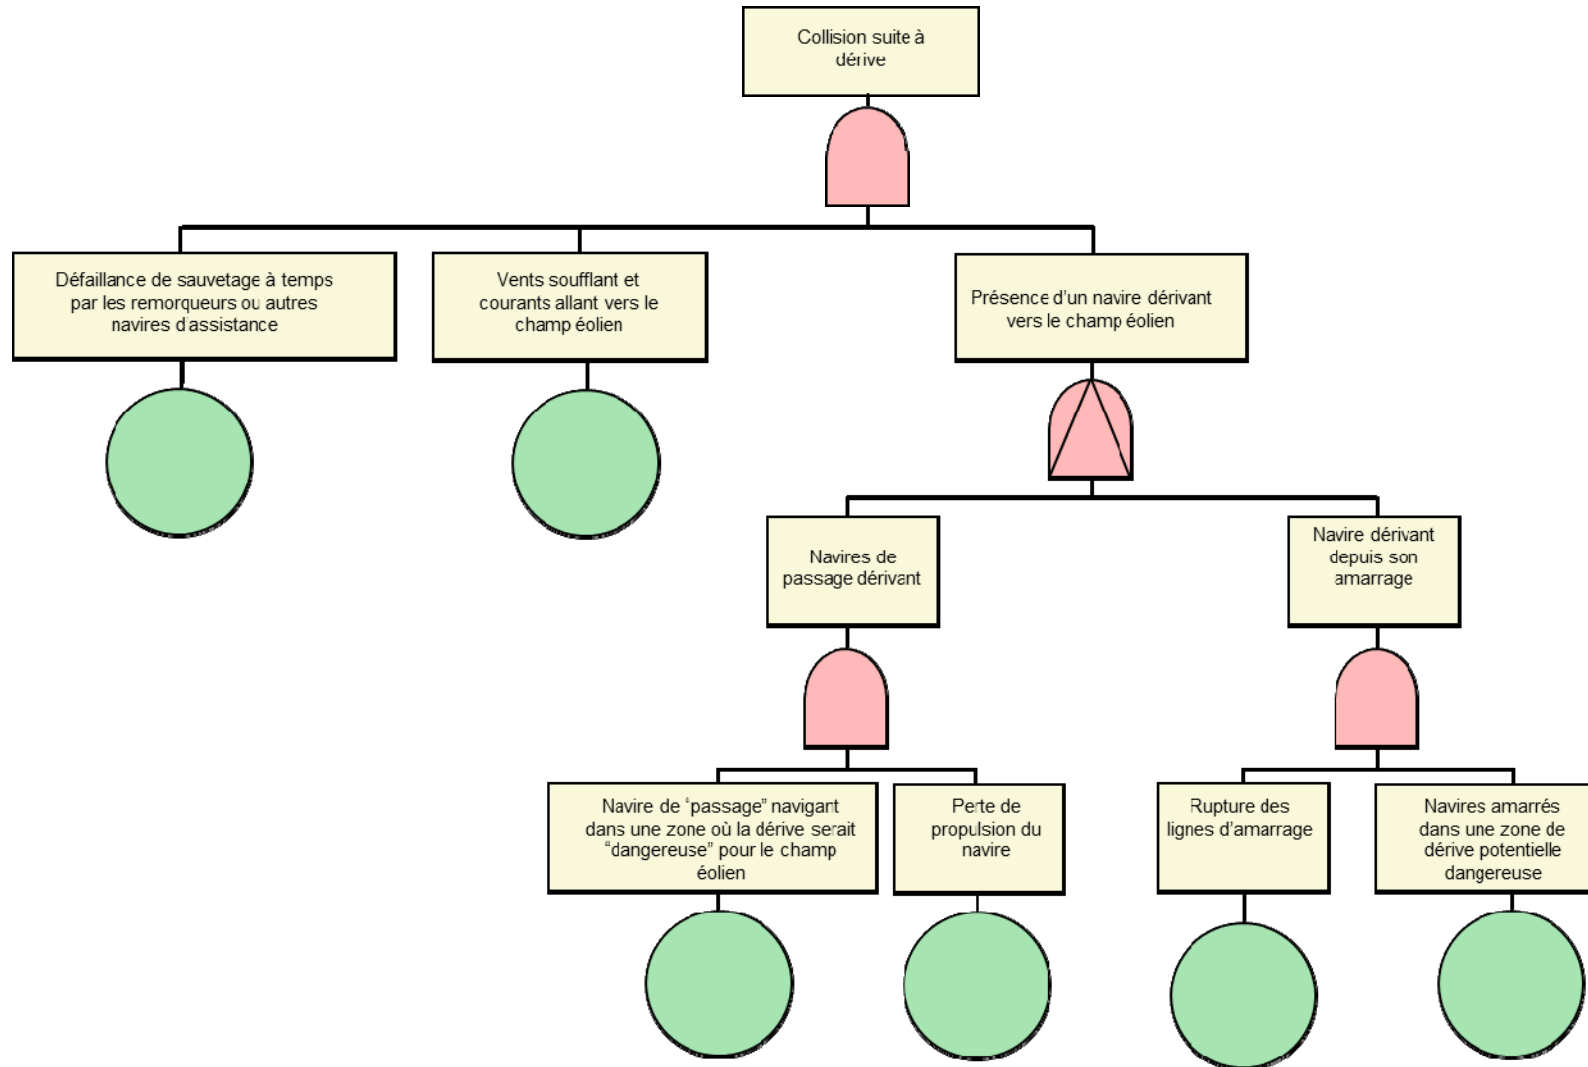 Collision suite à
dérive
Défaillance de sauvetage à temps
par les remorqueurs ou autres
navires d'assistance
Vents soufflant et
courants allant vers le
champ éolien
Présence d'un navire dérivant
vers le champ éolien
Navires de
passage dérivant
Navire dérivant
depuis son
amarrage
Navire de "passage" navigant
dans une zone où la dérive serait
"dangereuse" pour le champ
éolien
Perte de
propulsion du
navire
Rupture des
lignes d'amarrage
Navires amarrés
dans une zone de
dérive potentielle
dangereuse